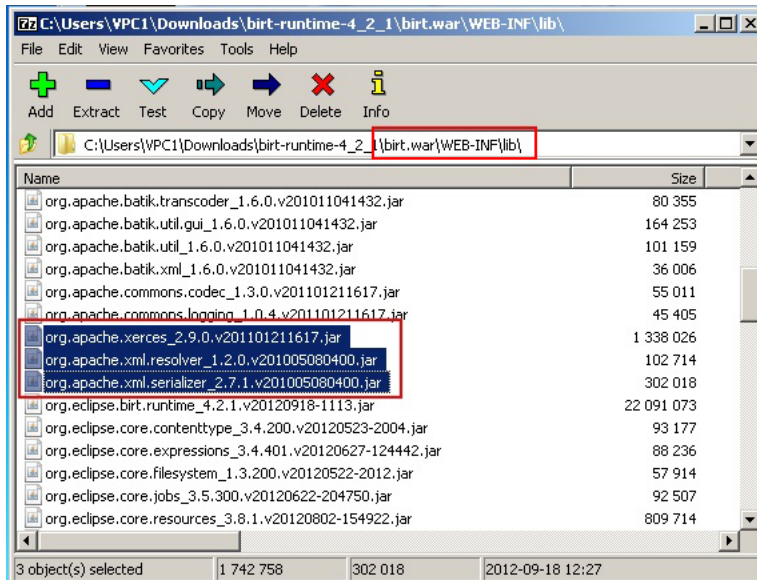 C:\Users\VPC1\Downloads\birt-runtime-4_2_1\birt.war\WEB-INF\lib\
File Edit View Favorites Tools Help
Add Extract Test Copy Move Delete Info
C:\Users\VPC1\Downloads\birt-runtime-4_2_1\birt.war\WEB-INF\lib\
Name Size
org.apache.batik.transcoder_1.6.0.v201011041432.jar 80 355
org.apache.batik.util.gui_1.6.0.v201011041432.jar 164 253
org.apache.batik.util_1.6.0.v201011041432.jar 101 159
org.apache.batik.xml_1.6.0.v201011041432.jar 36 006
org.apache.commons.codec_1.3.0.v201101211617.jar 55 011
org.apache.commons.logging_1.0.4.v201101211617.jar 45 405
org.apache.xerces_2.9.0.v201101211617.jar 1 338 026
org.apache.xml.resolver_1.2.0.v201005080400.jar 102 714
org.apache.xml.serializer_2.7.1.v201005080400.jar 302 018
org.eclipse.birt.runtime_4.2.1.v20120918-1113.jar 22 091 073
org.eclipse.core.contenttype_3.4.200.v20120523-2004.jar 93 177
org.eclipse.core.expressions_3.4.401.v20120627-124442.jar 88 236
org.eclipse.core.filesystem_1.3.200.v20120522-2012.jar 57 914
org.eclipse.core.jobs_3.5.300.v20120622-204750.jar 92 507
org.eclipse.core.resources_3.8.1.v20120802-154922.jar 809 714
3 object(s) selected 1 742 758 302 018 2012-09-18 12:27